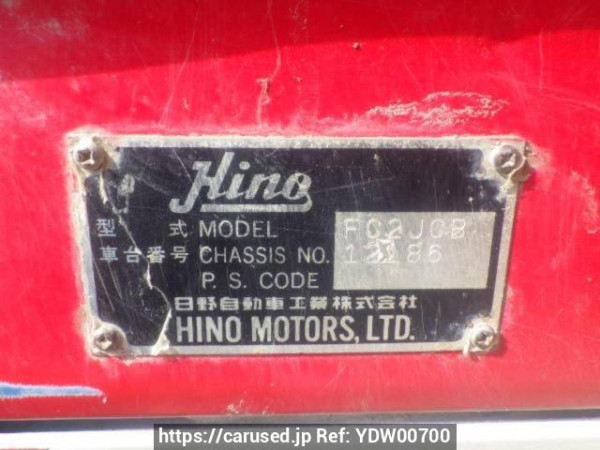 Hino
型 式 MODEL FC2JCB
車台番号 CHASSIS NO.
P. S. CODE
日野自動車工業株式会社
HINO MOTORS, LTD.
https://carused.jp Ref: YDW00700